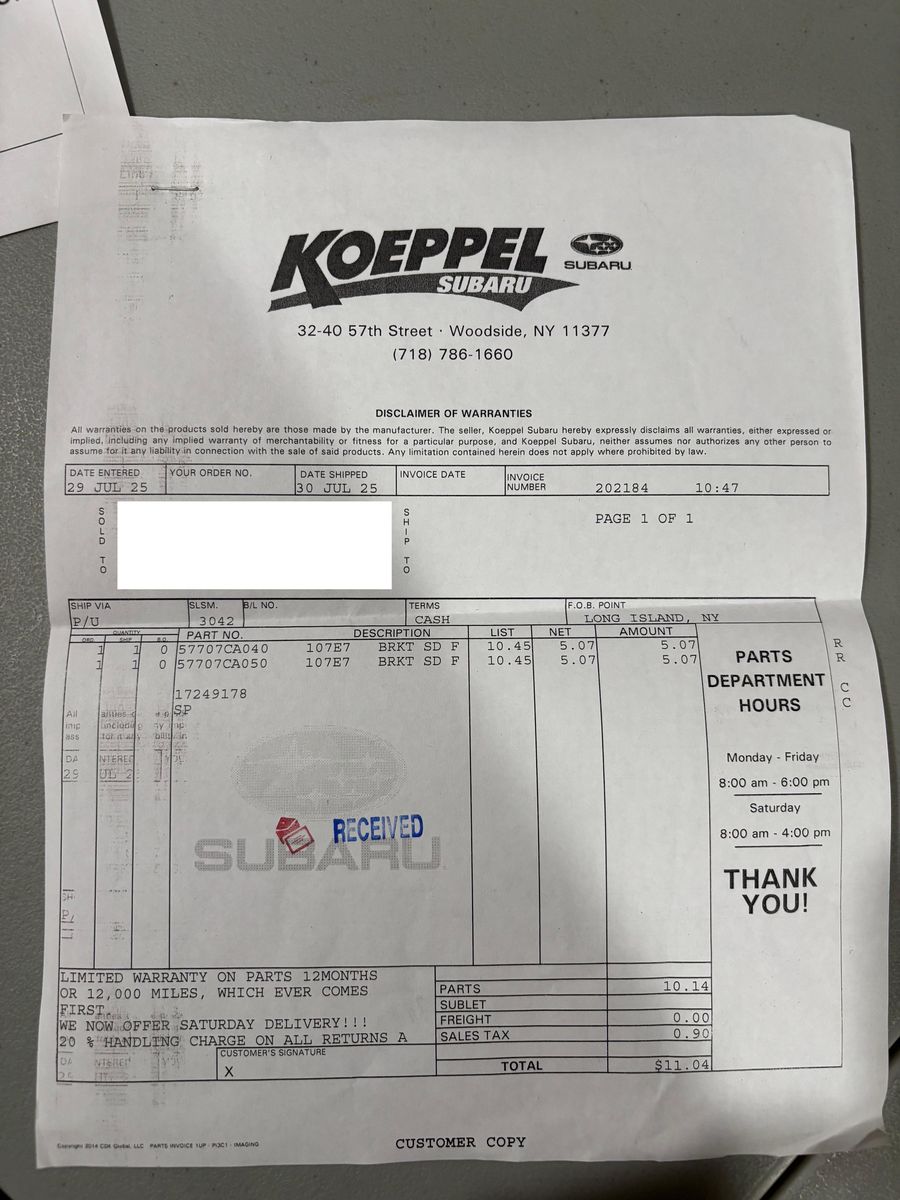 KOEPPEL
SUBARU
SUBARU
32-40 57th Street · Woodside, NY 11377
(718) 786-1660
DISCLAIMER OF WARRANTIES
All warranties on the products sold hereby are those made by the manufacturer. The seller, Koeppel Subaru hereby expressly disclaims all warranties, either expressed or
implied, including any implied warranty of merchantability or fitness for a particular purpose, and Koeppel Subaru, neither assumes nor authorizes any other person to
assume for it any liability in connection with the sale of said products. Any limitation contained herein does not apply where prohibited by law.
DATE ENTERED YOUR ORDER NO. DATE SHIPPED INVOICE DATE INVOICE NUMBER
29 JUL 25 30 JUL 25 202184 10:47
SOLD TO SHIP TO
PAGE 1 OF 1
SHIP VIA SLSM. B/L NO. TERMS F.O.B. POINT
P/U 3042 CASH LONG ISLAND, NY
QUANTITY PART NO. DESCRIPTION LIST NET AMOUNT
ORD. SHIP B.O.
1 1 0 57707CA040 107E7 BRKT SD F 10.45 5.07 5.07 R
1 1 0 57707CA050 107E7 BRKT SD F 10.45 5.07 5.07 R
C
C
17249178
SP
PARTS
DEPARTMENT
HOURS
Monday - Friday
8:00 am - 6:00 pm
Saturday
8:00 am - 4:00 pm
THANK
YOU!
RECEIVED
SUBARU
LIMITED WARRANTY ON PARTS 12MONTHS
OR 12,000 MILES, WHICH EVER COMES
FIRST.
WE NOW OFFER SATURDAY DELIVERY!!!
20 % HANDLING CHARGE ON ALL RETURNS A
PARTS 10.14
SUBLET
FREIGHT 0.00
SALES TAX 0.90
TOTAL $11.04
CUSTOMER'S SIGNATURE
X
Copyright 2014 CDK Global, LLC PARTS INVOICE 1UP - PI3C1 - IMAGING
CUSTOMER COPY